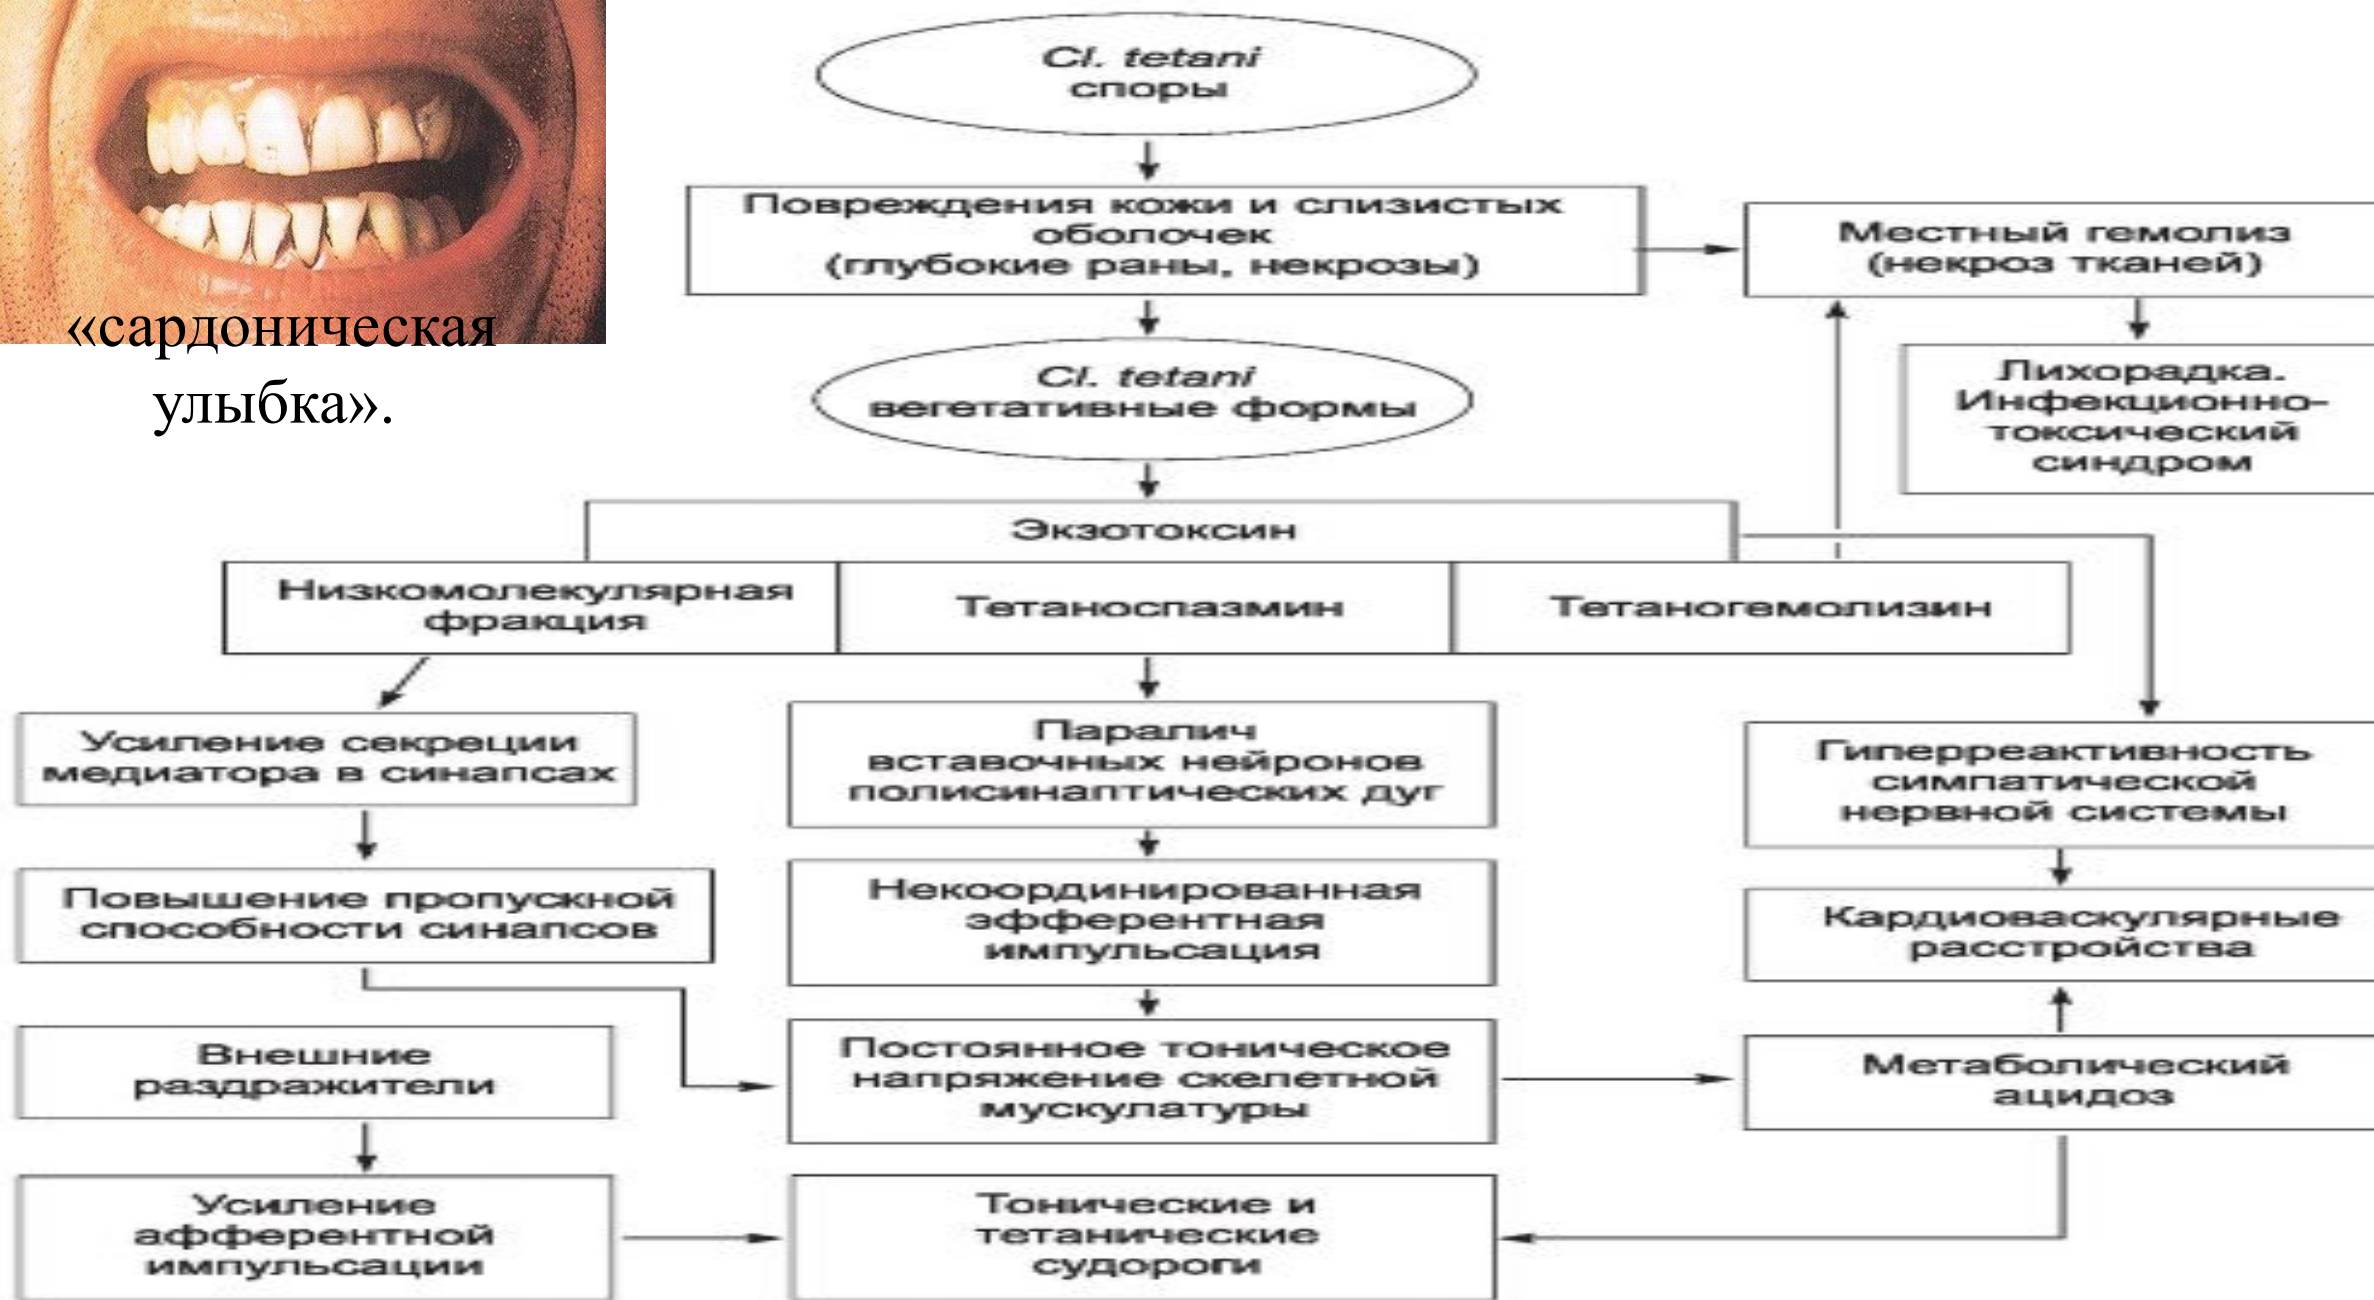 «сардоническая
улыбка».
Cl. tetani
споры
Повреждения кожи и слизистых
оболочек
(глубокие раны, некрозы)
Местный гемолиз
(некроз тканей)
Cl. tetani
вегетативные формы
Лихорадка.
Инфекционно-
токсический
синдром
Экзотоксин
Низкомолекулярная
фракция
Тетаноспазмин
Тетаногемолизин
Усиление секреции
медиатора в синапсах
Паралич
вставочных нейронов
полисинаптических дуг
Гиперреактивность
симпатической
нервной системы
Повышение пропускной
способности синапсов
Некоординированная
эфферентная
импульсация
Кардиоваскулярные
расстройства
Внешние
раздражители
Постоянное тоническое
напряжение скелетной
мускулатуры
Метаболический
ацидоз
Усиление
афферентной
импульсации
Тонические и
тетанические
судороги